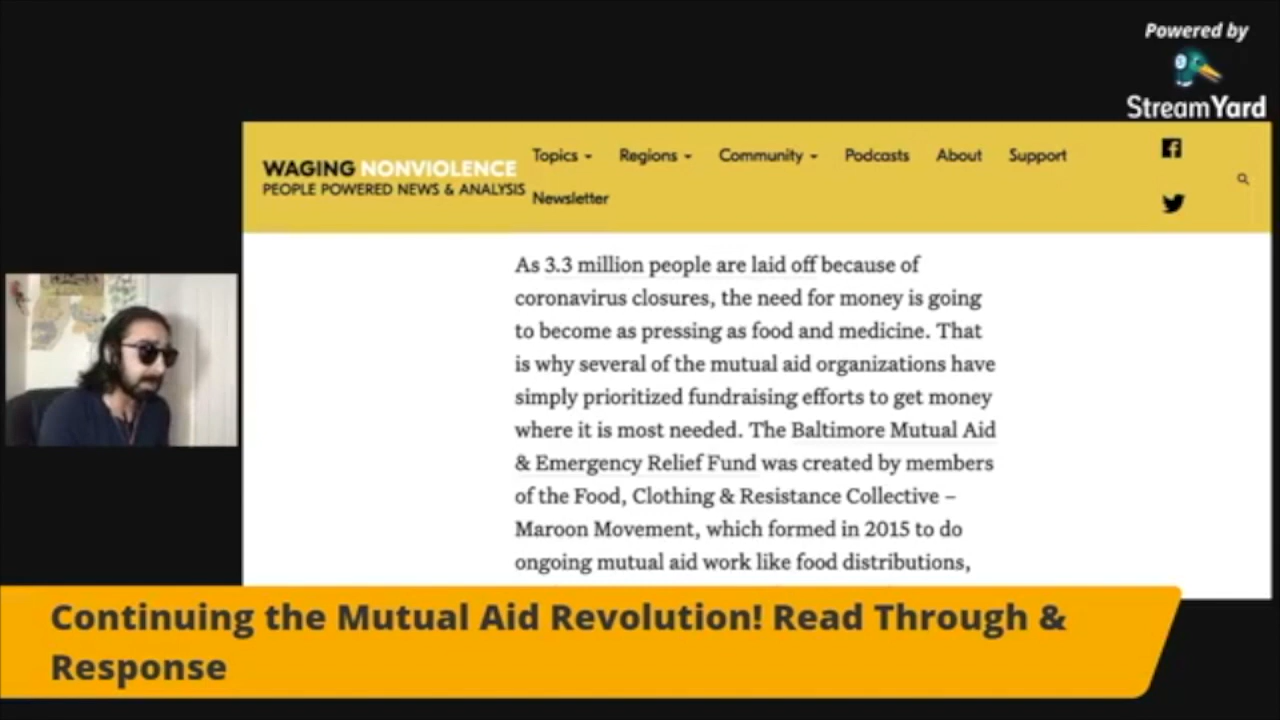 Powered by
StreamYard
WAGING NONVIOLENCE
PEOPLE POWERED NEWS & ANALYSIS
Topics Regions Community Podcasts About Support
Newsletter
As 3.3 million people are laid off because of
coronavirus closures, the need for money is going
to become as pressing as food and medicine. That
is why several of the mutual aid organizations have
simply prioritized fundraising efforts to get money
where it is most needed. The Baltimore Mutual Aid
& Emergency Relief Fund was created by members
of the Food, Clothing & Resistance Collective –
Maroon Movement, which formed in 2015 to do
ongoing mutual aid work like food distributions,
Continuing the Mutual Aid Revolution! Read Through &
Response